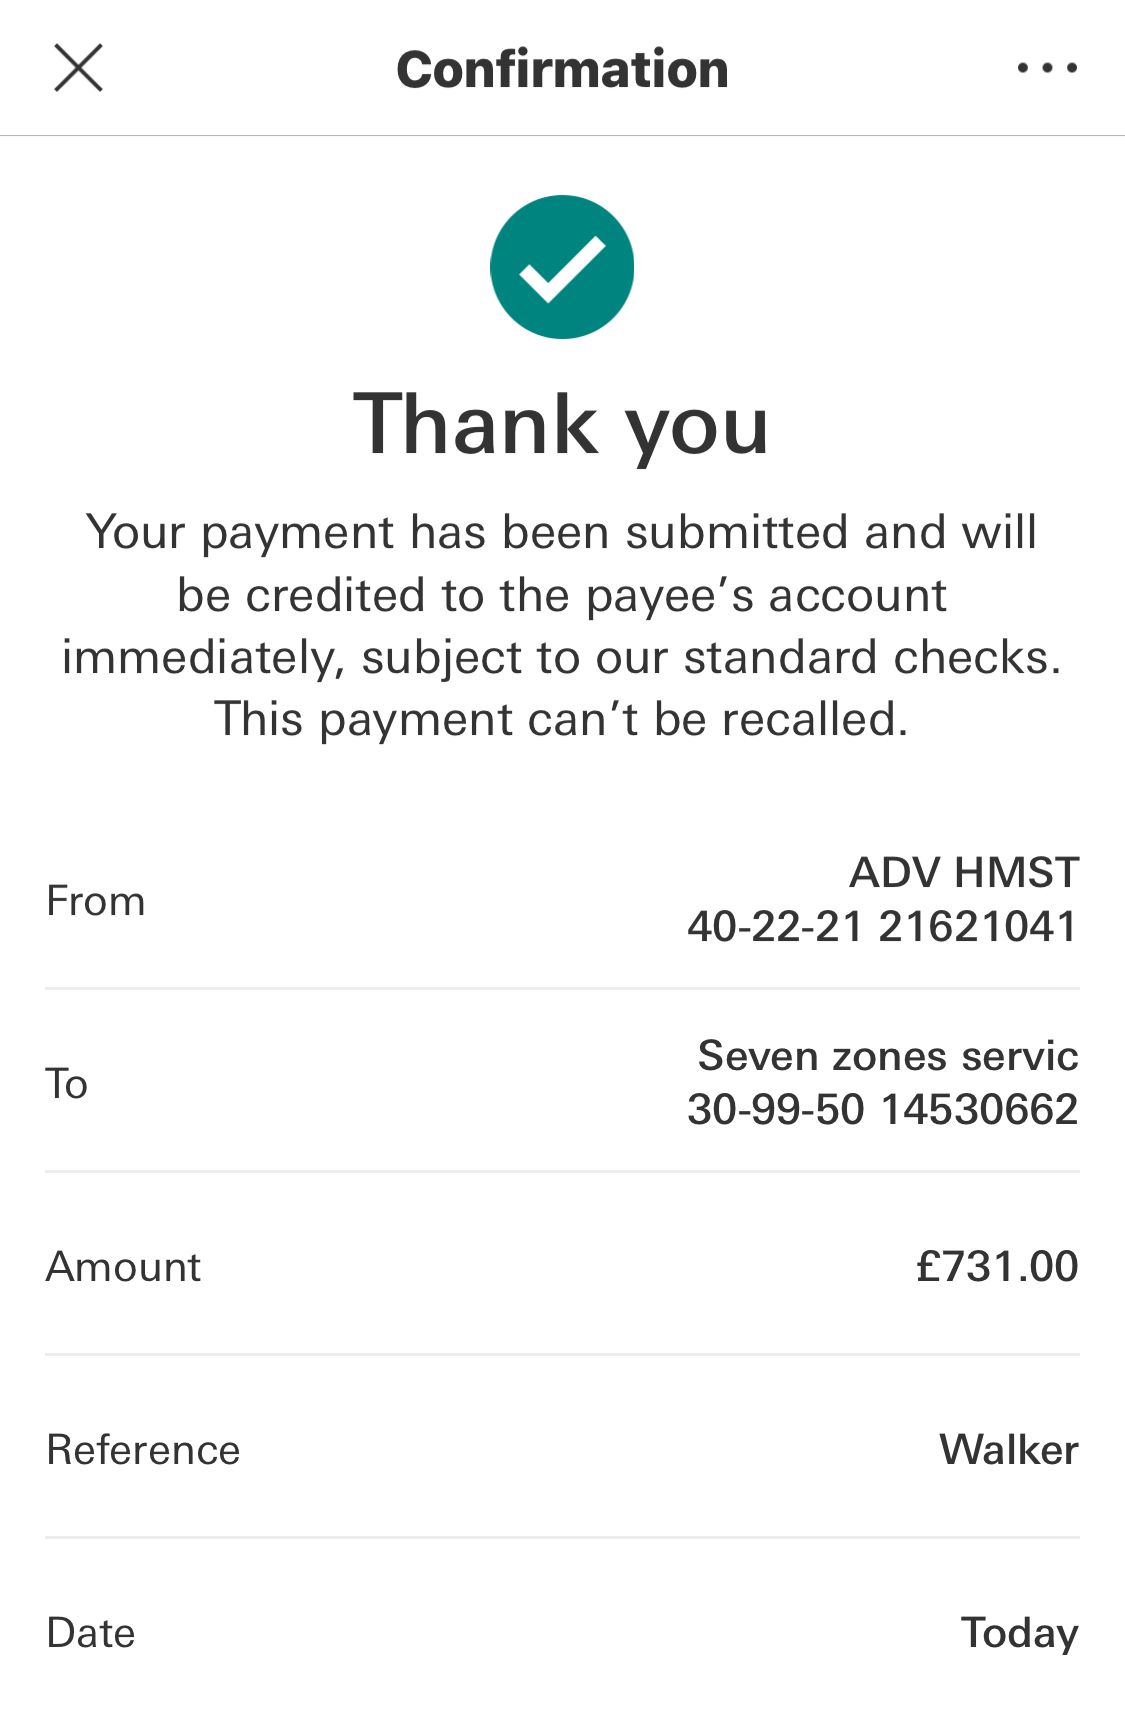 Confirmation
Thank you
Your payment has been submitted and will
be credited to the payee’s account
immediately, subject to our standard checks.
This payment can’t be recalled.
From
ADV HMST
40-22-21 21621041
To
Seven zones servic
30-99-50 14530662
Amount
£731.00
Reference
Walker
Date
Today